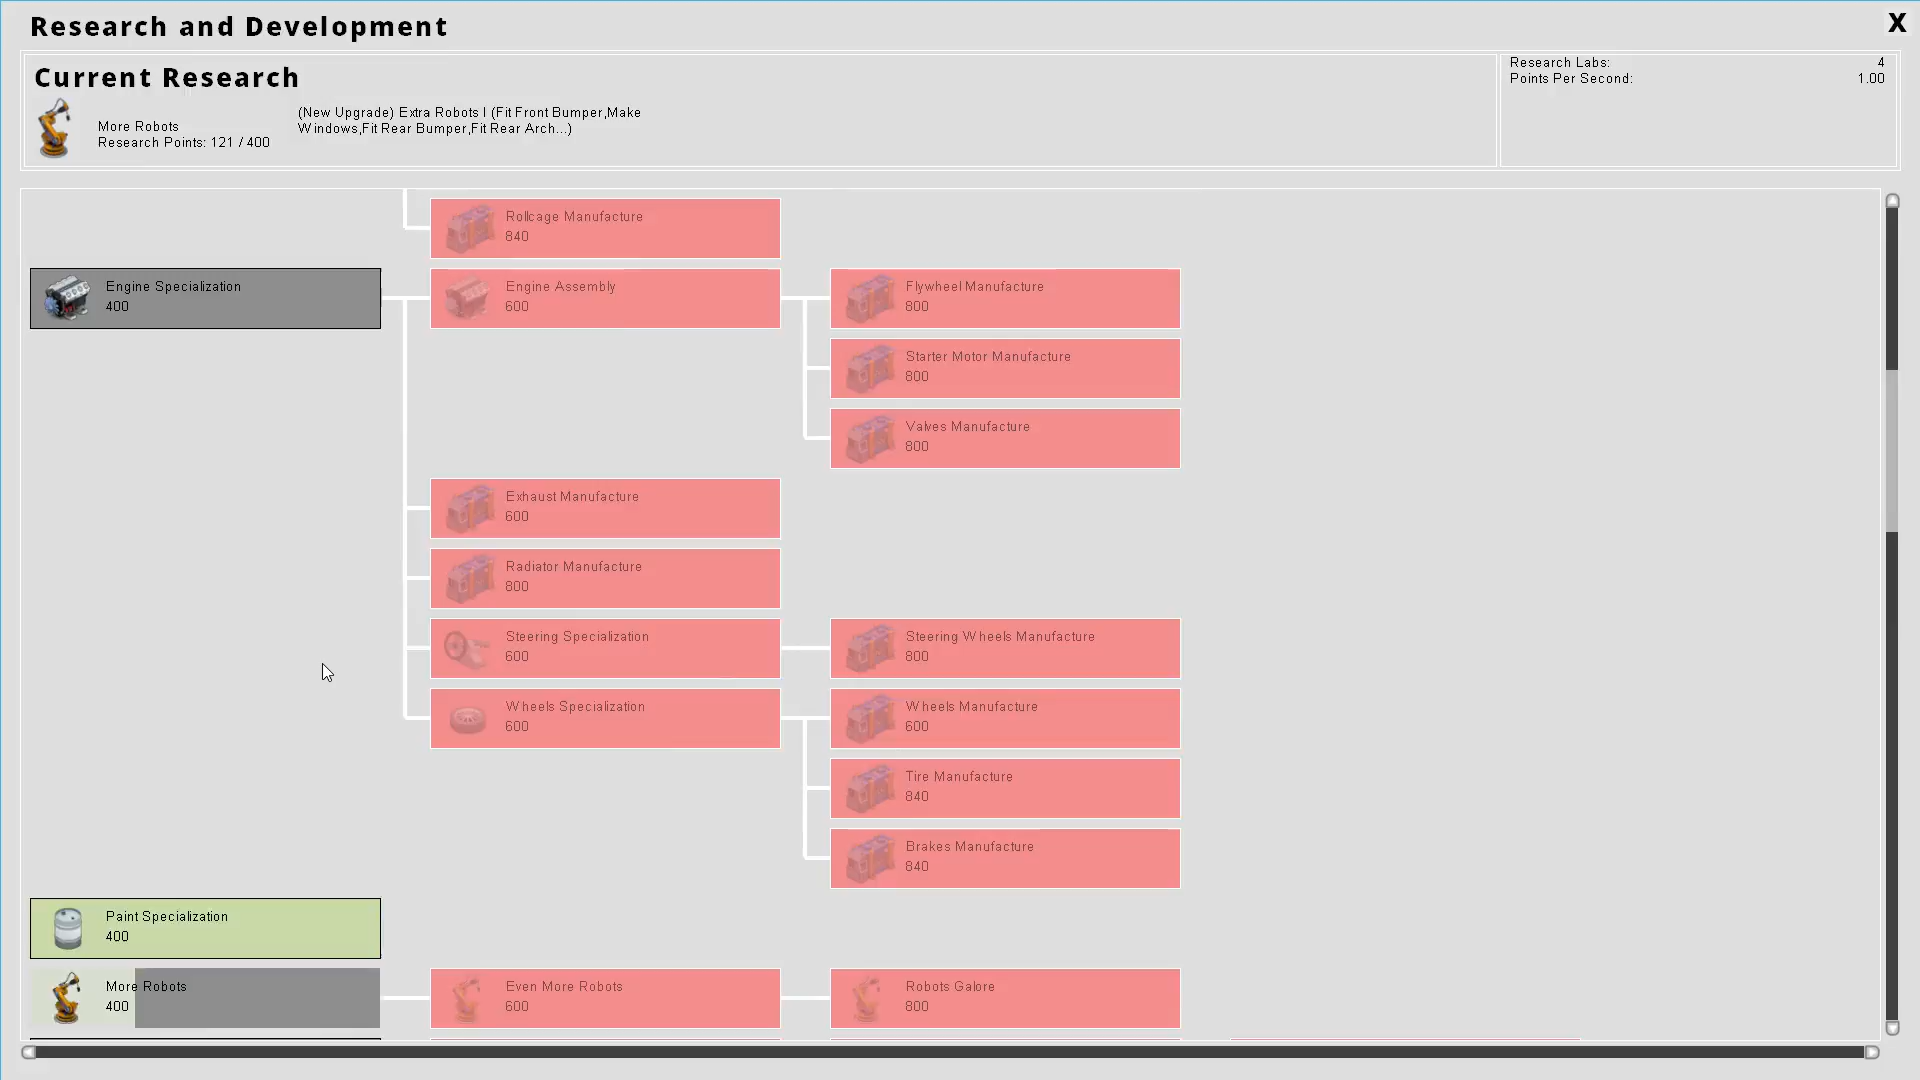 Research and Development
X
Current Research
More Robots
Research Points: 121 / 400
(New Upgrade) Extra Robots I (Fit Front Bumper,Make
Windows,Fit Rear Bumper,Fit Rear Arch...)
Research Labs: 4
Points Per Second: 1.00
Rollcage Manufacture
840
Engine Specialization
400
Engine Assembly
600
Flywheel Manufacture
800
Starter Motor Manufacture
800
Valves Manufacture
800
Exhaust Manufacture
600
Radiator Manufacture
800
Steering Specialization
600
Steering Wheels Manufacture
800
Wheels Specialization
600
Wheels Manufacture
600
Tire Manufacture
840
Brakes Manufacture
840
Paint Specialization
400
More Robots
400
Even More Robots
600
Robots Galore
800